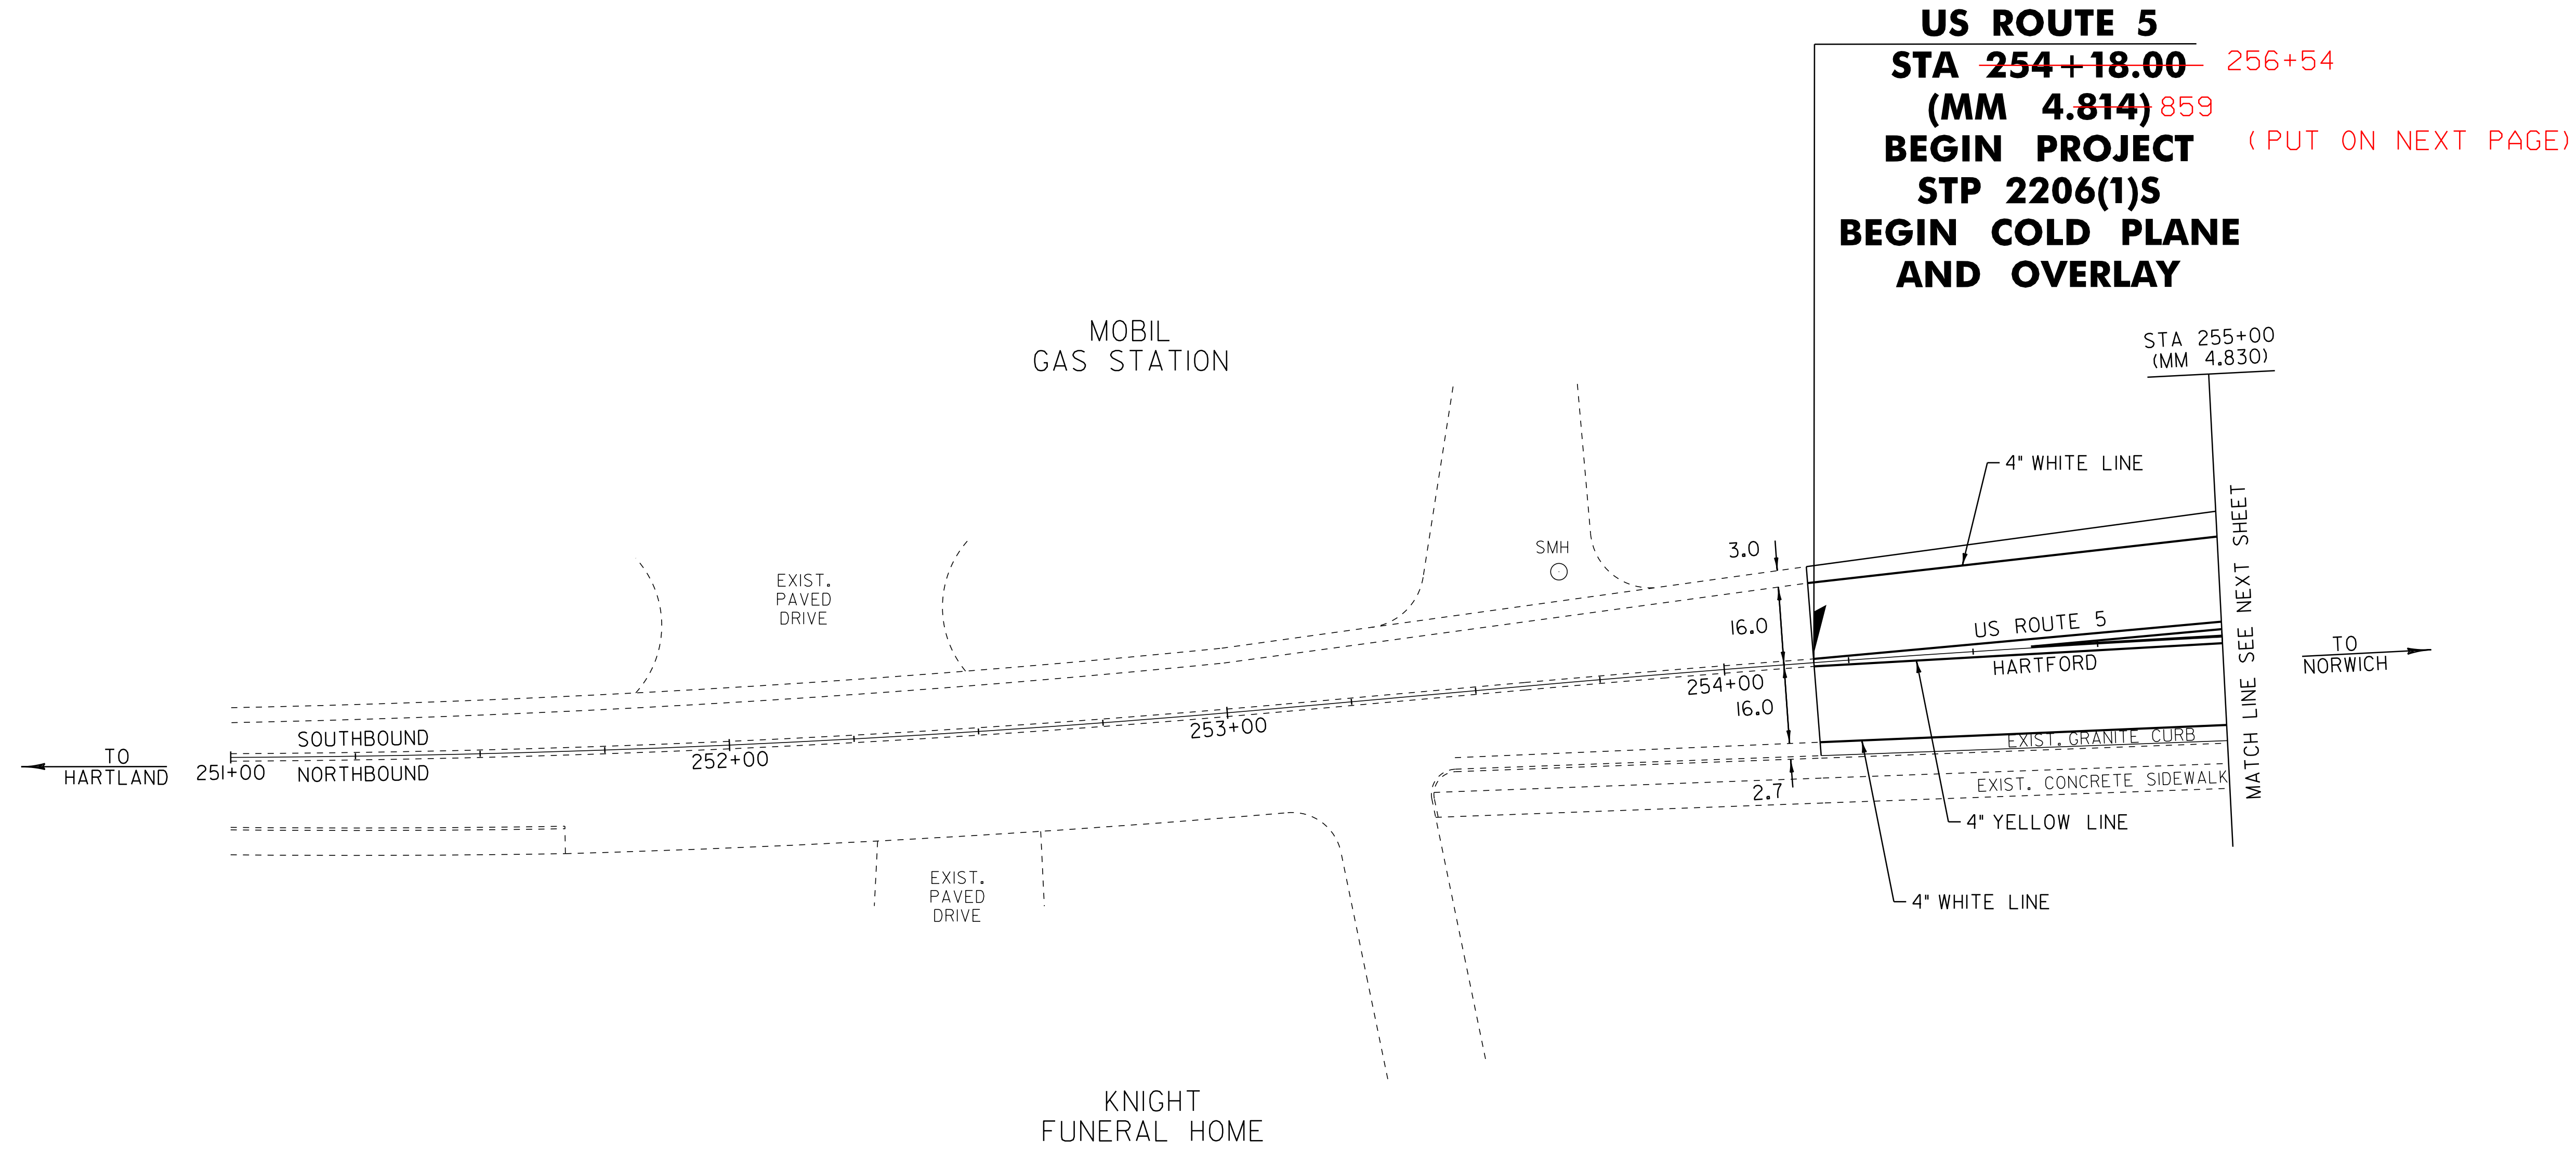 US ROUTE 5
STA 254+18.00 256+54
(MM 4.814) 859
BEGIN PROJECT (PUT ON NEXT PAGE)
STP 2206(1)S
BEGIN COLD PLANE
AND OVERLAY
MOBIL
GAS STATION
STA 255+00
(MM 4.830)
4" WHITE LINE
MATCH LINE SEE NEXT SHEET
SMH
3.0
EXIST.
PAVED
DRIVE
16.0
US ROUTE 5
HARTFORD
TO
NORWICH
254+00
16.0
253+00
SOUTHBOUND
NORTHBOUND
TO
HARTLAND
251+00
252+00
EXIST. GRANITE CURB
EXIST. CONCRETE SIDEWALK
2.7
4" YELLOW LINE
EXIST.
PAVED
DRIVE
4" WHITE LINE
KNIGHT
FUNERAL HOME